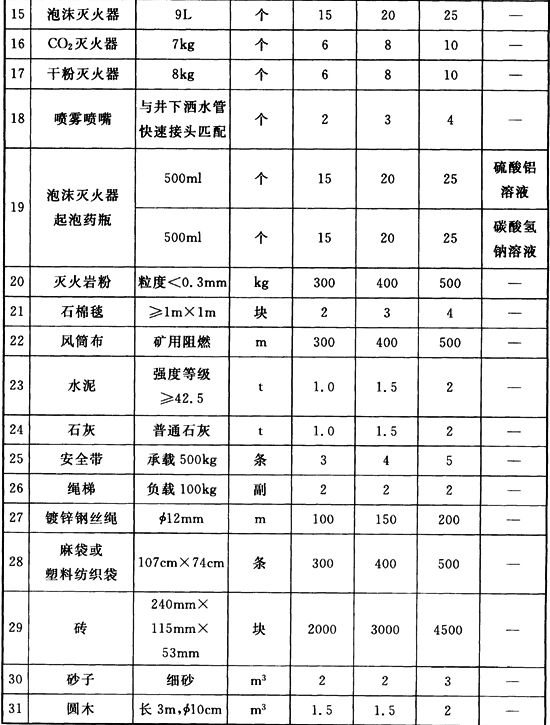 15 泡沫灭火器 9L 个 15 20 25 —
16 CO₂灭火器 7kg 个 6 8 10 —
17 干粉灭火器 8kg 个 6 8 10 —
18 喷雾喷嘴 与井下洒水管
快速接头匹配 个 2 3 4 —
19 泡沫灭火器
起泡药瓶 500ml 个 15 20 25 硫酸铝
溶液
500ml 个 15 20 25 碳酸氢
钠溶液
20 灭火岩粉 粒度<0.3mm kg 300 400 500 —
21 石棉毯 ≥1m×1m 块 2 3 4 —
22 风筒布 矿用阻燃 m 300 400 500 —
23 水泥 强度等级
≥42.5 t 1.0 1.5 2 —
24 石灰 普通石灰 t 1.0 1.5 2 —
25 安全带 承载500kg 条 3 4 5 —
26 绳梯 负载100kg 副 2 2 2 —
27 镀锌钢丝绳 ϕ12mm m 100 150 200 —
28 麻袋或
塑料纺织袋 107cm×74cm 条 300 400 500 —
29 砖 240mm×
115mm×
53mm 块 2000 3000 4500 —
30 砂子 细砂 m³ 2 2 3 —
31 圆木 长3m,ϕ10cm m³ 1.5 1.5 2 —